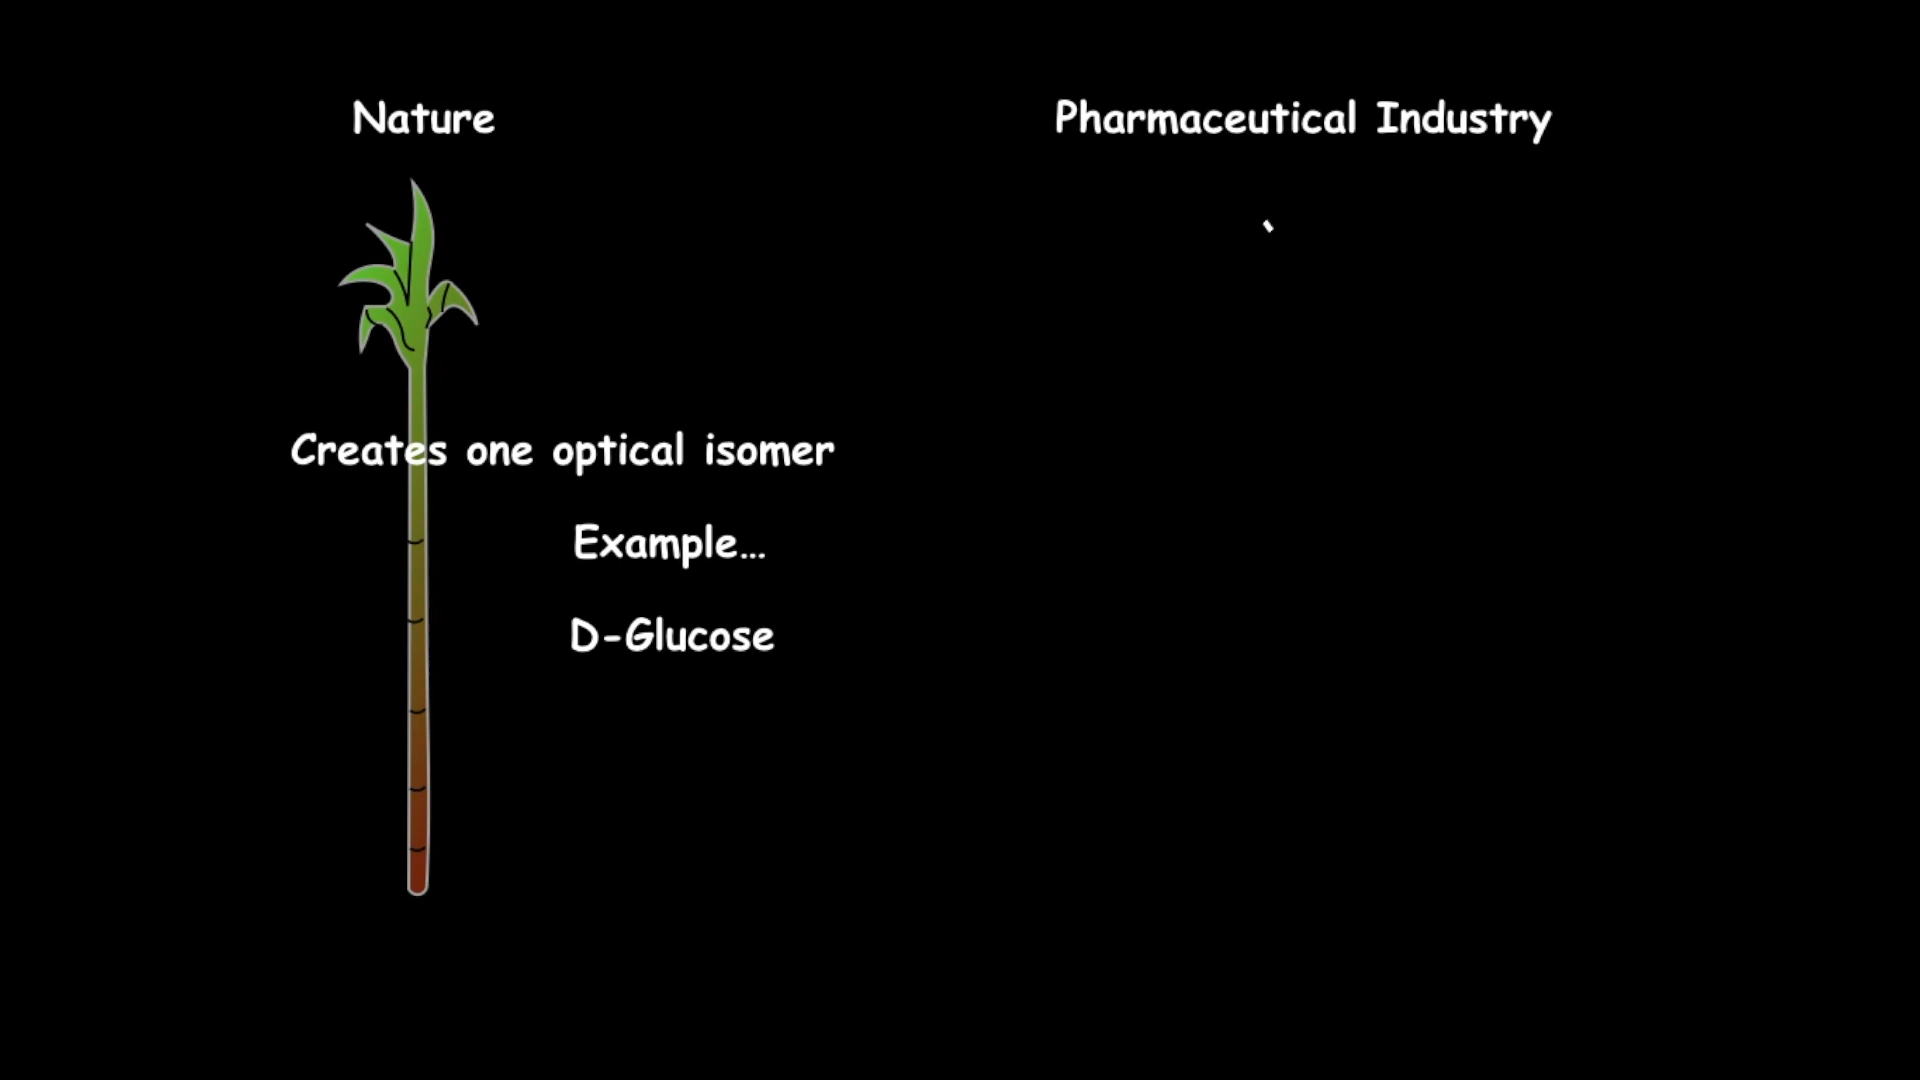 Nature
Pharmaceutical Industry
Creates one optical isomer
Example...
D-Glucose